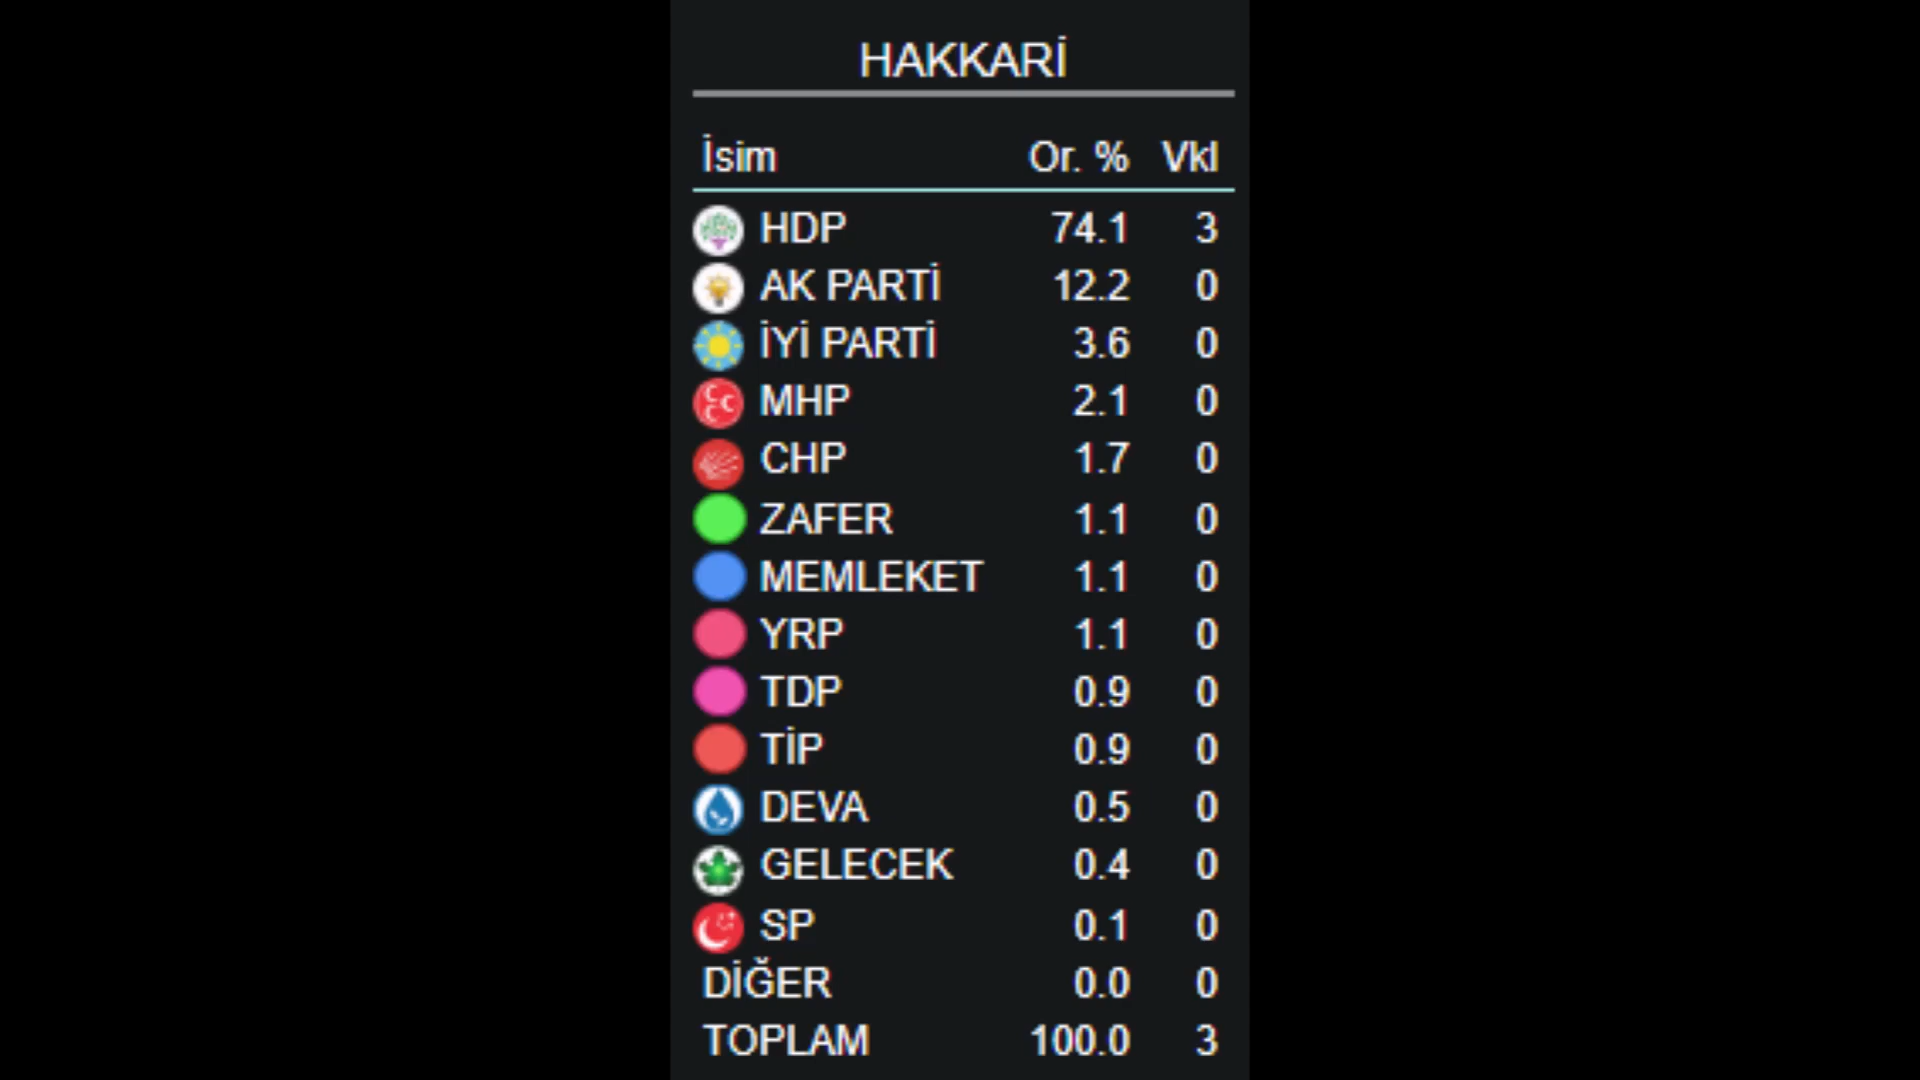 HAKKARİ
İsim Or. % Vkl
HDP 74.1 3
AK PARTİ 12.2 0
İYİ PARTİ 3.6 0
MHP 2.1 0
CHP 1.7 0
ZAFER 1.1 0
MEMLEKET 1.1 0
YRP 1.1 0
TDP 0.9 0
TİP 0.9 0
DEVA 0.5 0
GELECEK 0.4 0
SP 0.1 0
DİĞER 0.0 0
TOPLAM 100.0 3